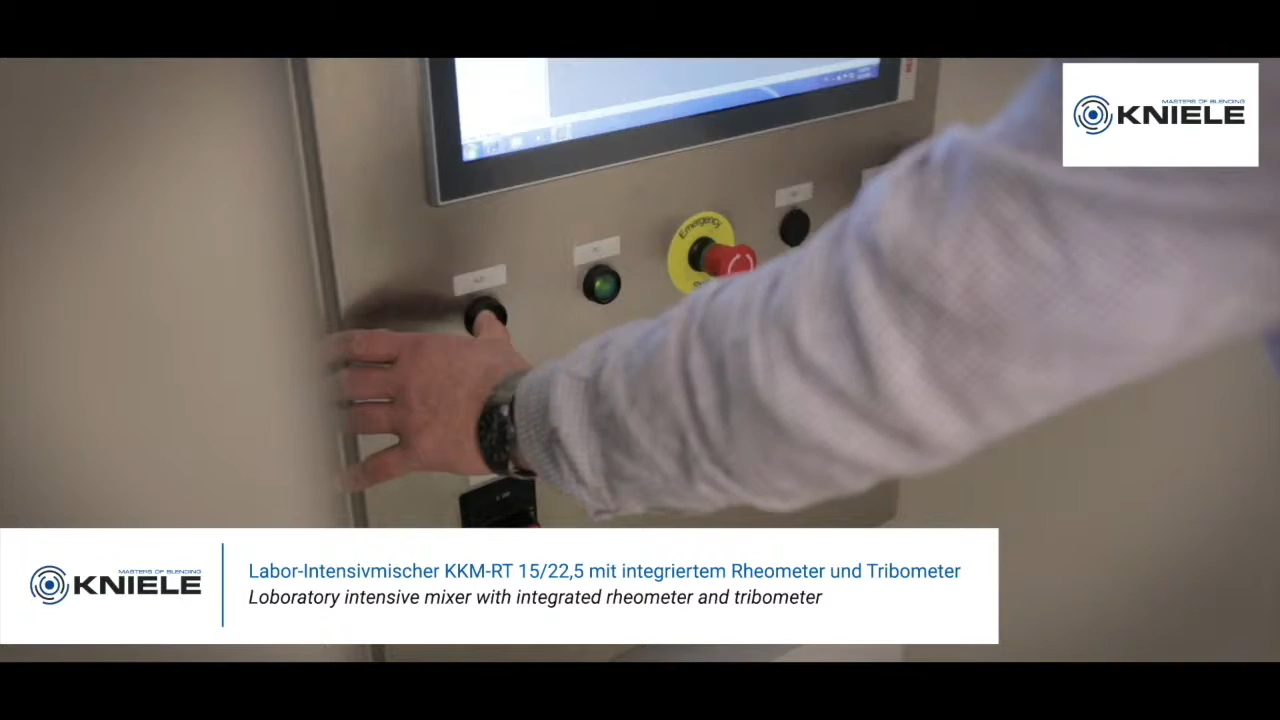 MASTERS OF BLENDING
KNIELE
Emergency
MASTERS OF BLENDING
KNIELE
Labor-Intensivmischer KKM-RT 15/22,5 mit integriertem Rheometer und Tribometer
Loboratory intensive mixer with integrated rheometer and tribometer